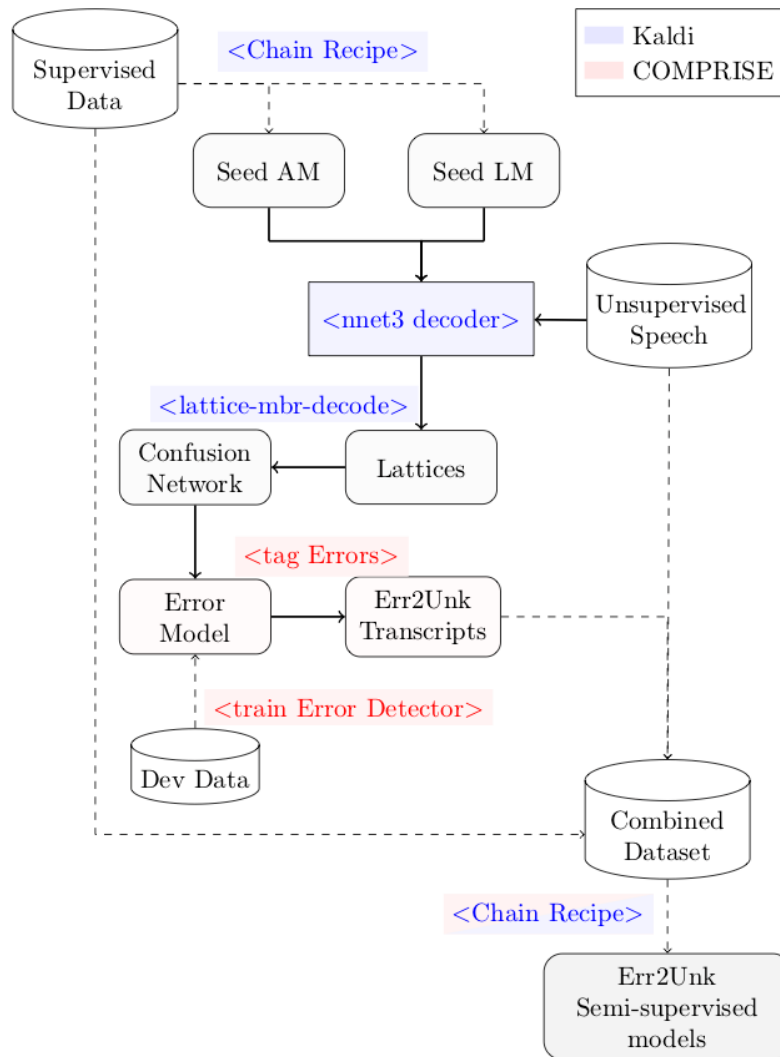 <Chain Recipe>
Kaldi
COMPRISE
Supervised
Data
Seed AM
Seed LM
<nnet3 decoder>
Unsupervised
Speech
<lattice-mbr-decode>
Confusion
Network
Lattices
<tag Errors>
Error
Model
Err2Unk
Transcripts
<train Error Detector>
Dev Data
Combined
Dataset
<Chain Recipe>
Err2Unk
Semi-supervised
models